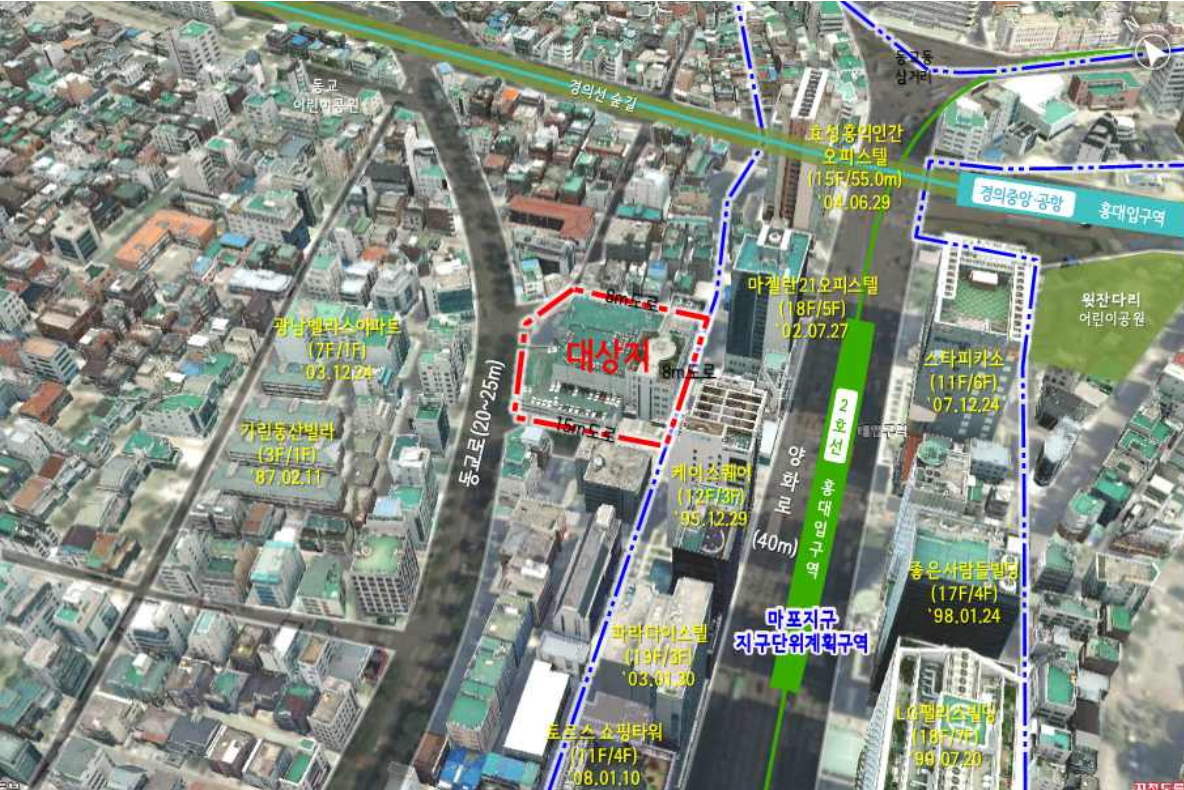 동교동
삼거리
동교
어린이공원
경의선 숲길
효성홍익인간
오피스텔
(15F/55.0m)
'04.06.29
경의중앙·공항
홍대입구역
마젤란21오피스텔
(18F/5F)
'02.07.27
윗잔다리
어린이공원
8m도로
대상지
8m도로
15m도로
광남벨라스아파트
(7F/1F)
03.12.24
스타피카소
(11F/6F)
'07.12.24
동교로(20~25m)
기린동산빌라
(3F/1F)
87.02.11
2호선
홍대입구역
양화로
(40m)
케이스퀘어
(12F/3F)
'95.12.29
좋은사람들빌딩
(17F/4F)
'98.01.24
마포지구
지구단위계획구역
파라다이스텔
(19F/3F)
'03.01.30
LG팰리스빌딩
(18F/7F)
99.07.20
쇼핑타워
(11F/4F)
08.01.10